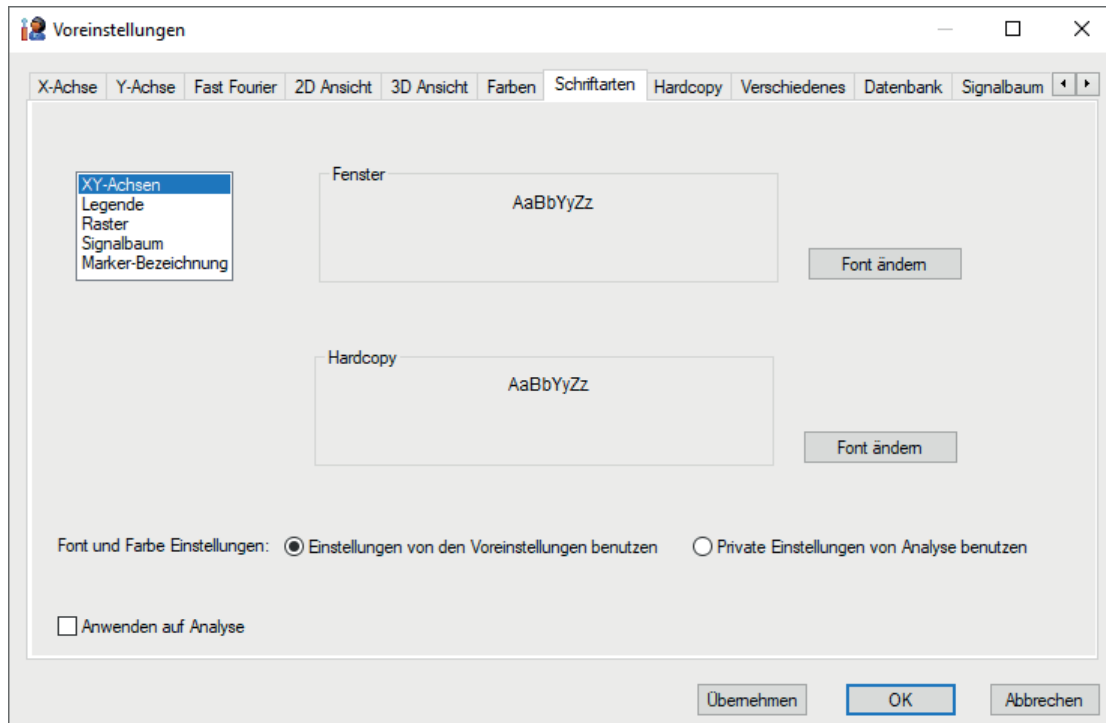 Voreinstellungen
X-Achse Y-Achse Fast Fourier 2D Ansicht 3D Ansicht Farben Schriftarten Hardcopy Verschiedenes Datenbank Signalbaum
XY-Achsen
Legende
Raster
Signalbaum
Marker-Bezeichnung
Fenster
AaBbYyZz
Font ändern
Hardcopy
AaBbYyZz
Font ändern
Font und Farbe Einstellungen: Einstellungen von den Voreinstellungen benutzen Private Einstellungen von Analyse benutzen
Anwenden auf Analyse
Übernehmen OK Abbrechen